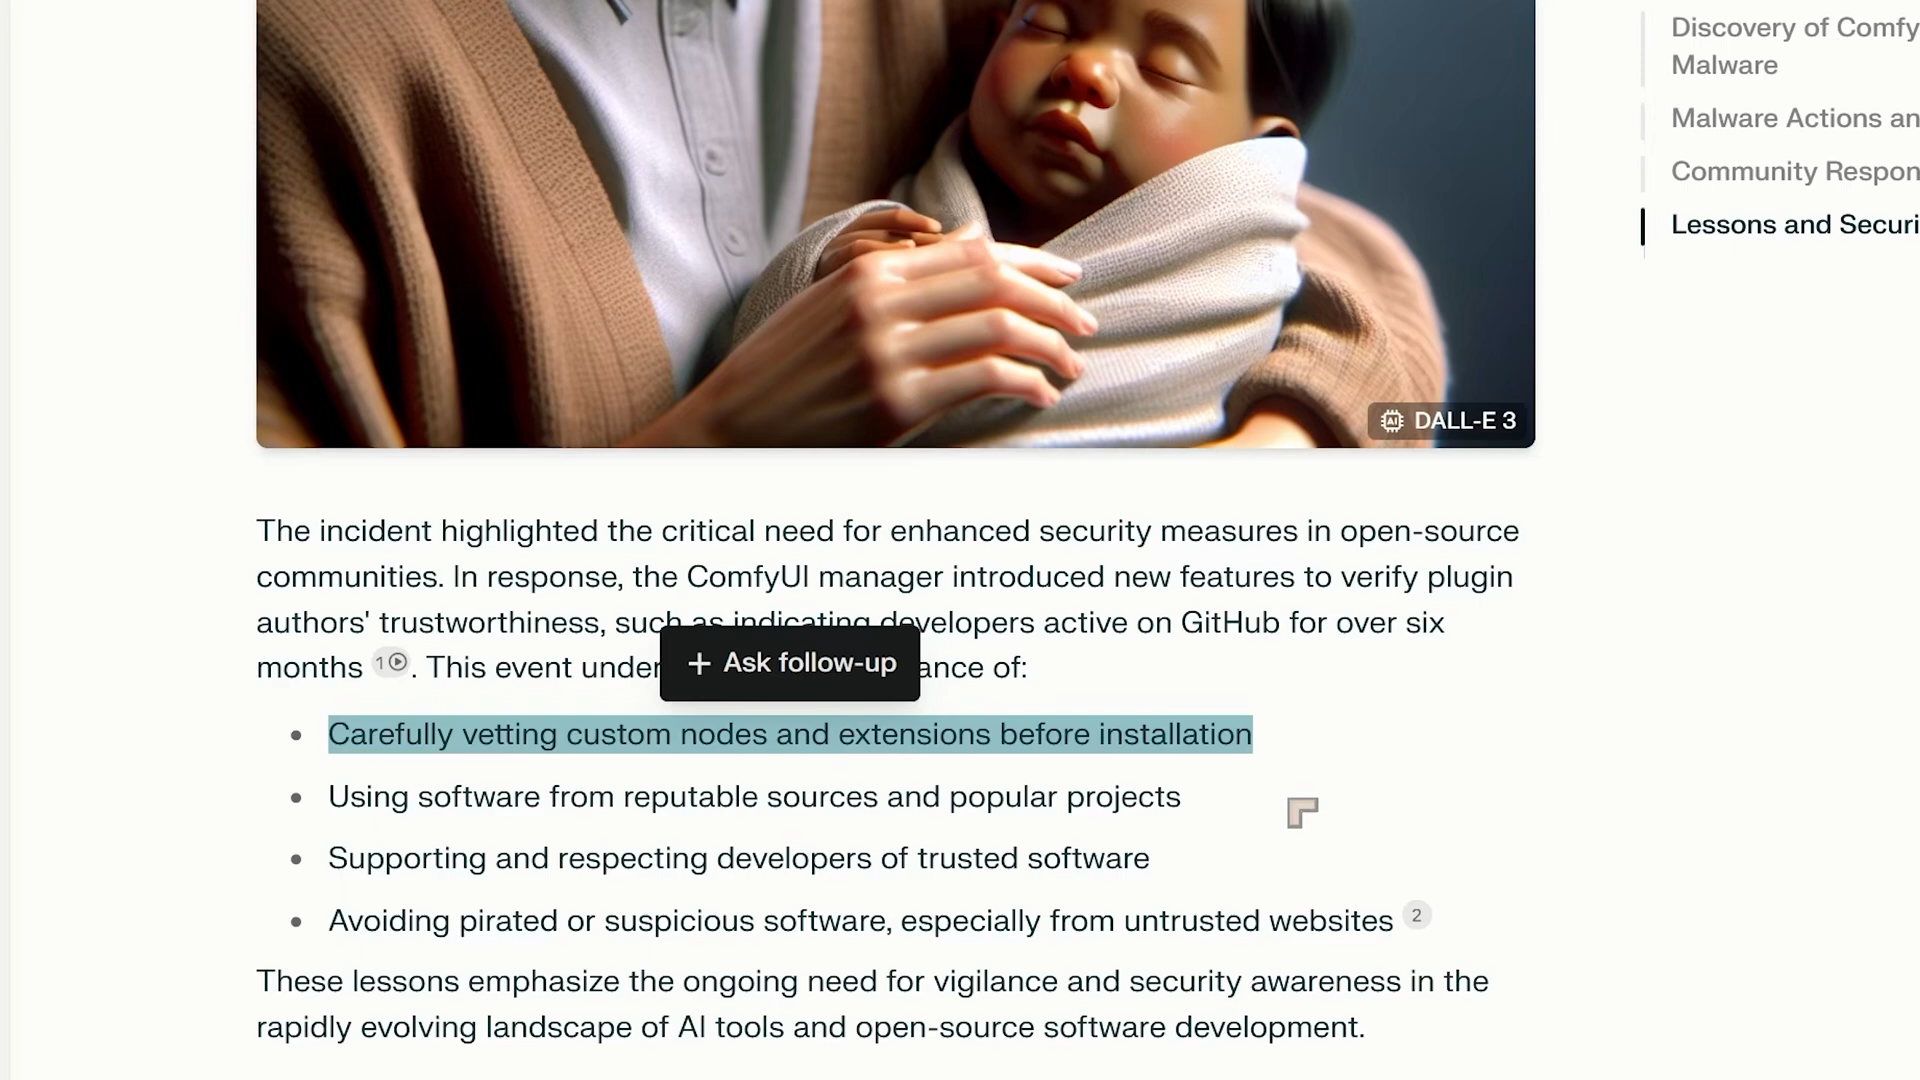 Discovery of Comfy
Malware
Malware Actions an
Community Respon
Lessons and Securi
DALL-E 3
The incident highlighted the critical need for enhanced security measures in open-source
communities. In response, the ComfyUI manager introduced new features to verify plugin
authors' trustworthiness, such as indicating developers active on GitHub for over six
months 1. This event under ance of:
+ Ask follow-up
• Carefully vetting custom nodes and extensions before installation
• Using software from reputable sources and popular projects
• Supporting and respecting developers of trusted software
• Avoiding pirated or suspicious software, especially from untrusted websites 2
These lessons emphasize the ongoing need for vigilance and security awareness in the
rapidly evolving landscape of AI tools and open-source software development.